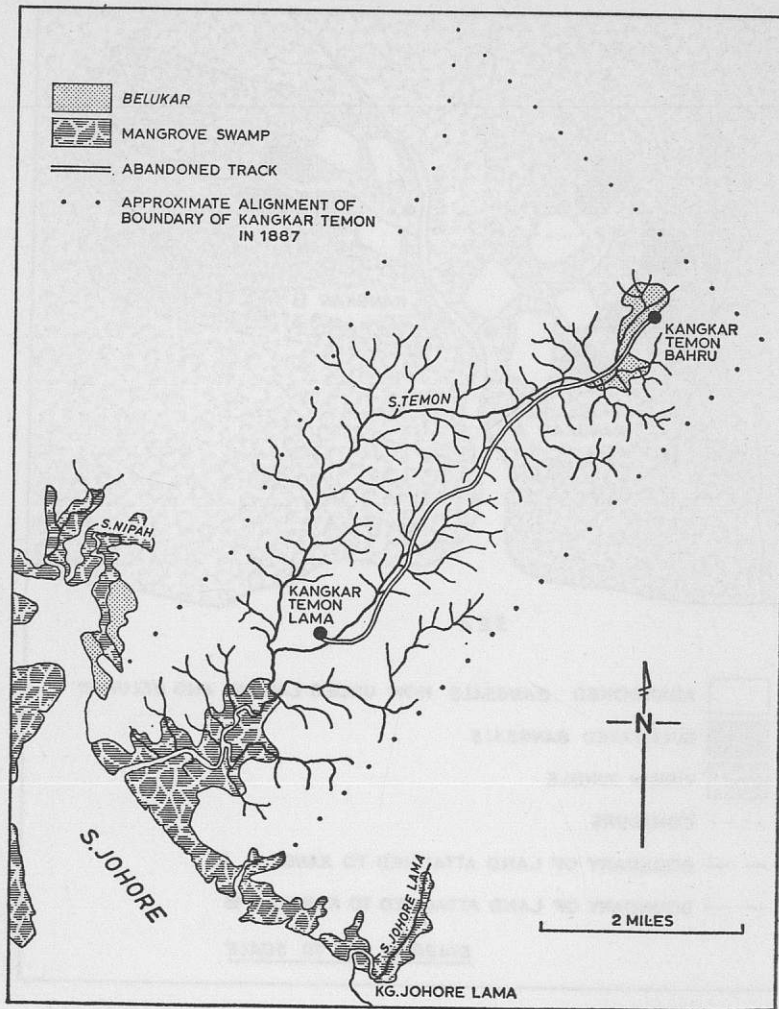 BELUKAR
MANGROVE SWAMP
ABANDONED TRACK
APPROXIMATE ALIGNMENT OF
BOUNDARY OF KANGKAR TEMON
IN 1887
KANGKAR
TEMON
BAHRU
S.TEMON
S.NIPAH
KANGKAR
TEMON
LAMA
N
S.JOHORE
S.JOHORE LAMA
2 MILES
KG.JOHORE LAMA